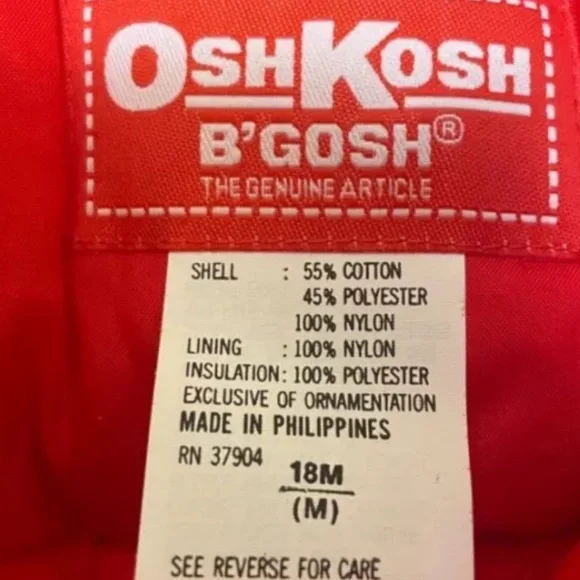 OSHKOSH
B'GOSH®
THE GENUINE ARTICLE
SHELL : 55% COTTON
45% POLYESTER
100% NYLON
LINING : 100% NYLON
INSULATION: 100% POLYESTER
EXCLUSIVE OF ORNAMENTATION
MADE IN PHILIPPINES
RN 37904
18M
(M)
SEE REVERSE FOR CARE